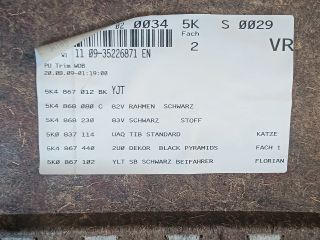 02 0034 5K S 0029
Fach
2 VR
11 09-35226871 EN
PU Trim WOB
20.08.09-01:19:00
5K4 867 012 BK YJT
5K4 868 080 C B2V RAHMEN SCHWARZ
5K4 868 230 B3V SCHWARZ STOFF
5K0 837 114 UAQ TIB STANDARD KATZE
5K4 867 440 2U0 DEKOR BLACK PYRAMIDS FACH 1
5K0 867 102 YLT SB SCHWARZ BEIFAHRER FLORIAN